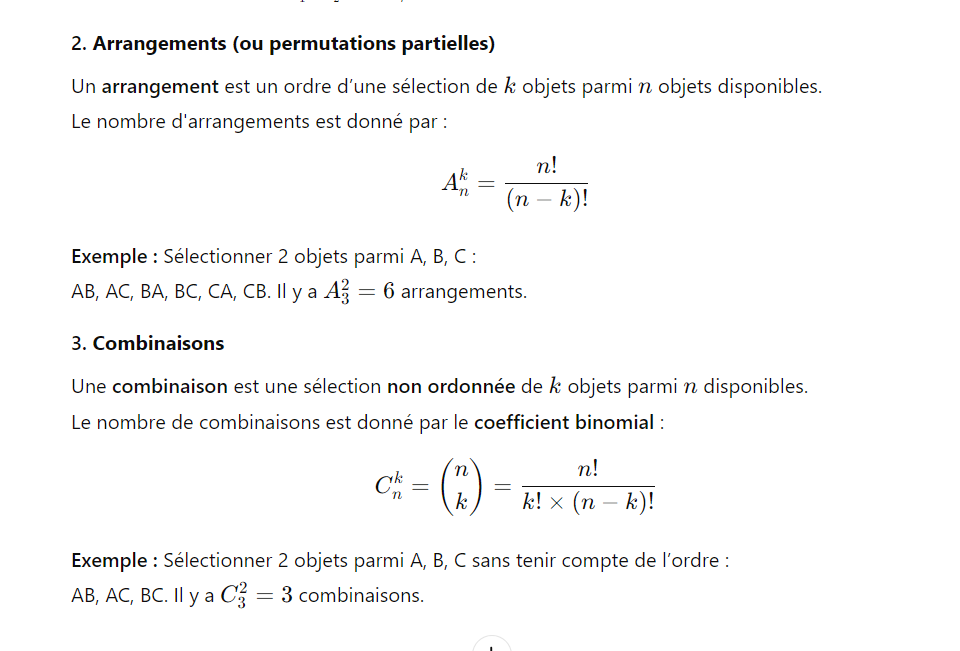 2. Arrangements (ou permutations partielles)
Un arrangement est un ordre d’une sélection de k objets parmi n objets disponibles.
Le nombre d'arrangements est donné par :
A_n^k = n! / (n − k)!
Exemple : Sélectionner 2 objets parmi A, B, C :
AB, AC, BA, BC, CA, CB. Il y a A_3^2 = 6 arrangements.
3. Combinaisons
Une combinaison est une sélection non ordonnée de k objets parmi n disponibles.
Le nombre de combinaisons est donné par le coefficient binomial :
C_n^k = (n k) = n! / k! × (n − k)!
Exemple : Sélectionner 2 objets parmi A, B, C sans tenir compte de l’ordre :
AB, AC, BC. Il y a C_3^2 = 3 combinaisons.